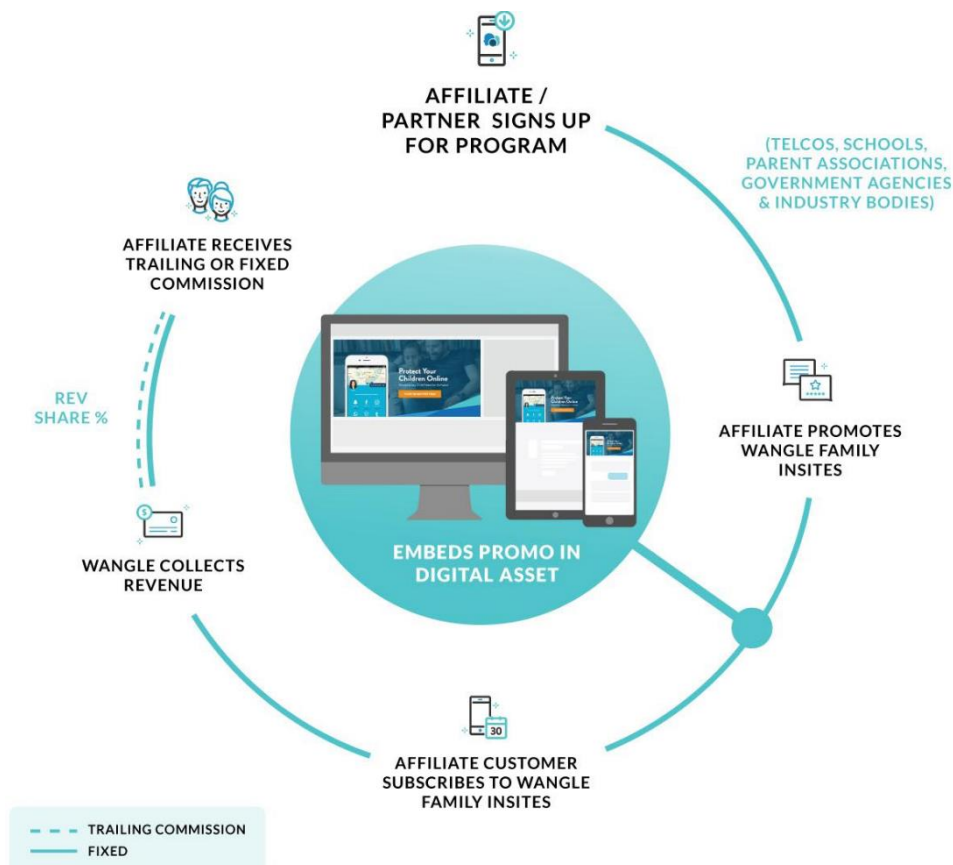 AFFILIATE /
PARTNER SIGNS UP
FOR PROGRAM
(TELCOS, SCHOOLS,
PARENT ASSOCIATIONS,
GOVERNMENT AGENCIES
& INDUSTRY BODIES)
AFFILIATE RECEIVES
TRAILING OR FIXED
COMMISSION
Protect Your
Children Online
REV
SHARE %
AFFILIATE PROMOTES
WANGLE FAMILY
INSITES
EMBEDS PROMO IN
DIGITAL ASSET
$
WANGLE COLLECTS
REVENUE
30
AFFILIATE CUSTOMER
SUBSCRIBES TO WANGLE
FAMILY INSITES
TRAILING COMMISSION
FIXED